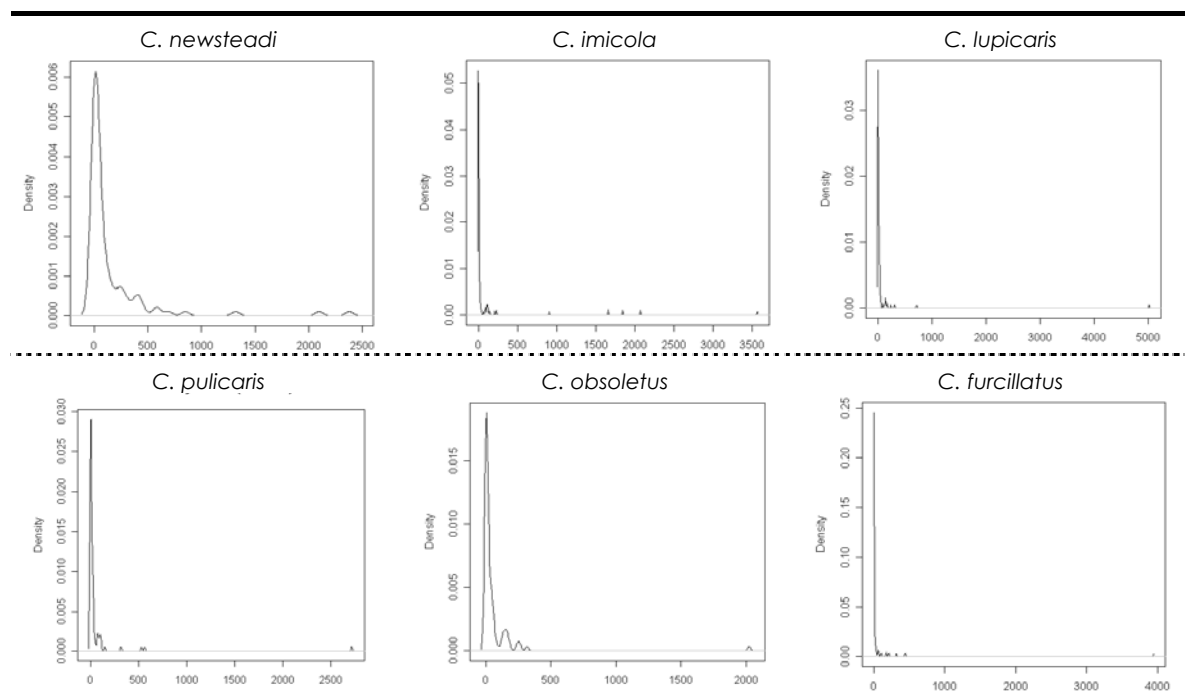 C. newsteadi
C. imicola
C. lupicaris
Density
0.000 0.001 0.002 0.003 0.004 0.005 0.006
0 500 1000 1500 2000 2500
Density
0.00 0.01 0.02 0.03 0.04 0.05
0 500 1000 1500 2000 2500 3000 3500
Density
0.00 0.01 0.02 0.03
0 1000 2000 3000 4000 5000
C. pulicaris
C. obsoletus
C. furcillatus
Density
0.000 0.005 0.010 0.015 0.020 0.025 0.030
0 500 1000 1500 2000 2500
Density
0.000 0.005 0.010 0.015
0 500 1000 1500 2000
Density
0.00 0.05 0.10 0.15 0.20 0.25
0 1000 2000 3000 4000